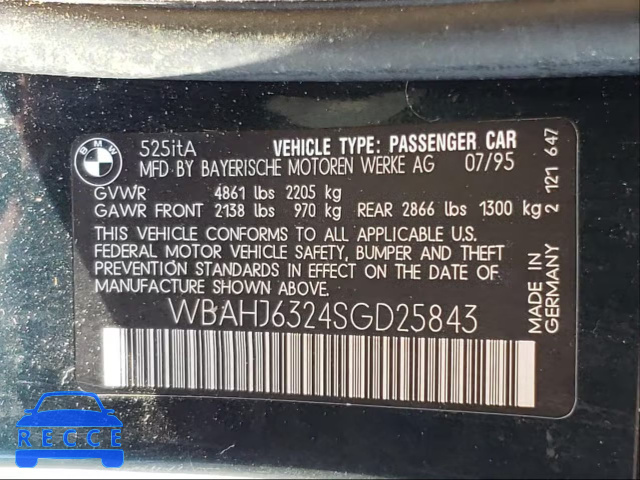 BMW
525itA VEHICLE TYPE: PASSENGER CAR
MFD BY BAYERISCHE MOTOREN WERKE AG 07/95
GVWR 4861 lbs 2205 kg
GAWR FRONT 2138 lbs 970 kg REAR 2866 lbs 1300 kg
THIS VEHICLE CONFORMS TO ALL APPLICABLE U.S.
FEDERAL MOTOR VEHICLE SAFETY, BUMPER AND THEFT
PREVENTION STANDARDS IN EFFECT ON THE DATE OF
MANUFACTURE SHOWN ABOVE.
WBAHJ6324SGD25843
2 121 647
MADE IN
GERMANY
RECCE